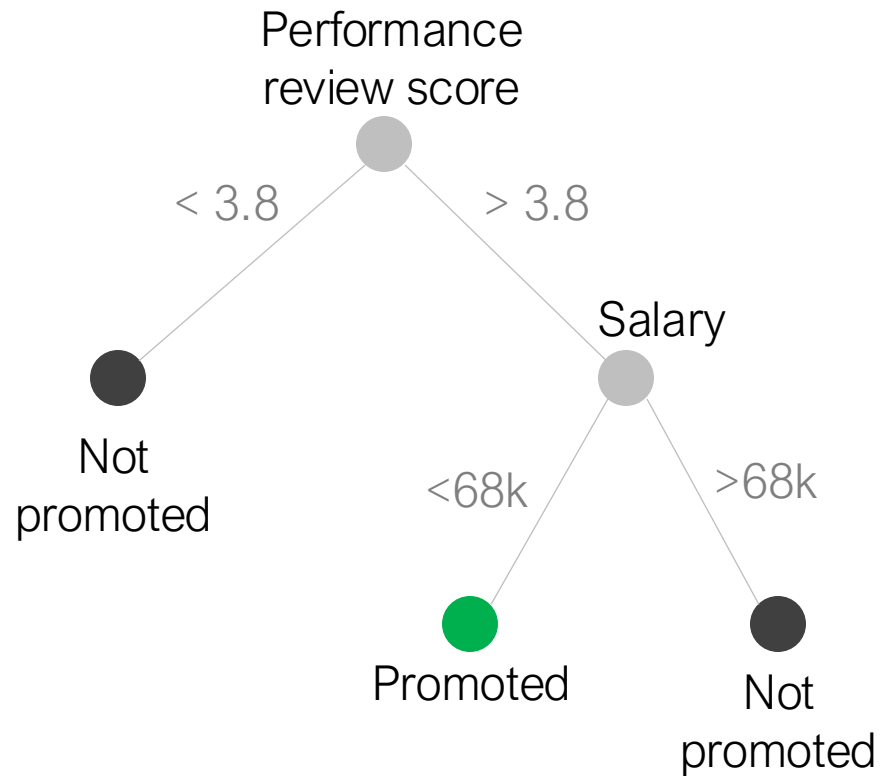 Performance
review score
< 3.8
> 3.8
Salary
Not
promoted
<68k
>68k
Promoted
Not
promoted